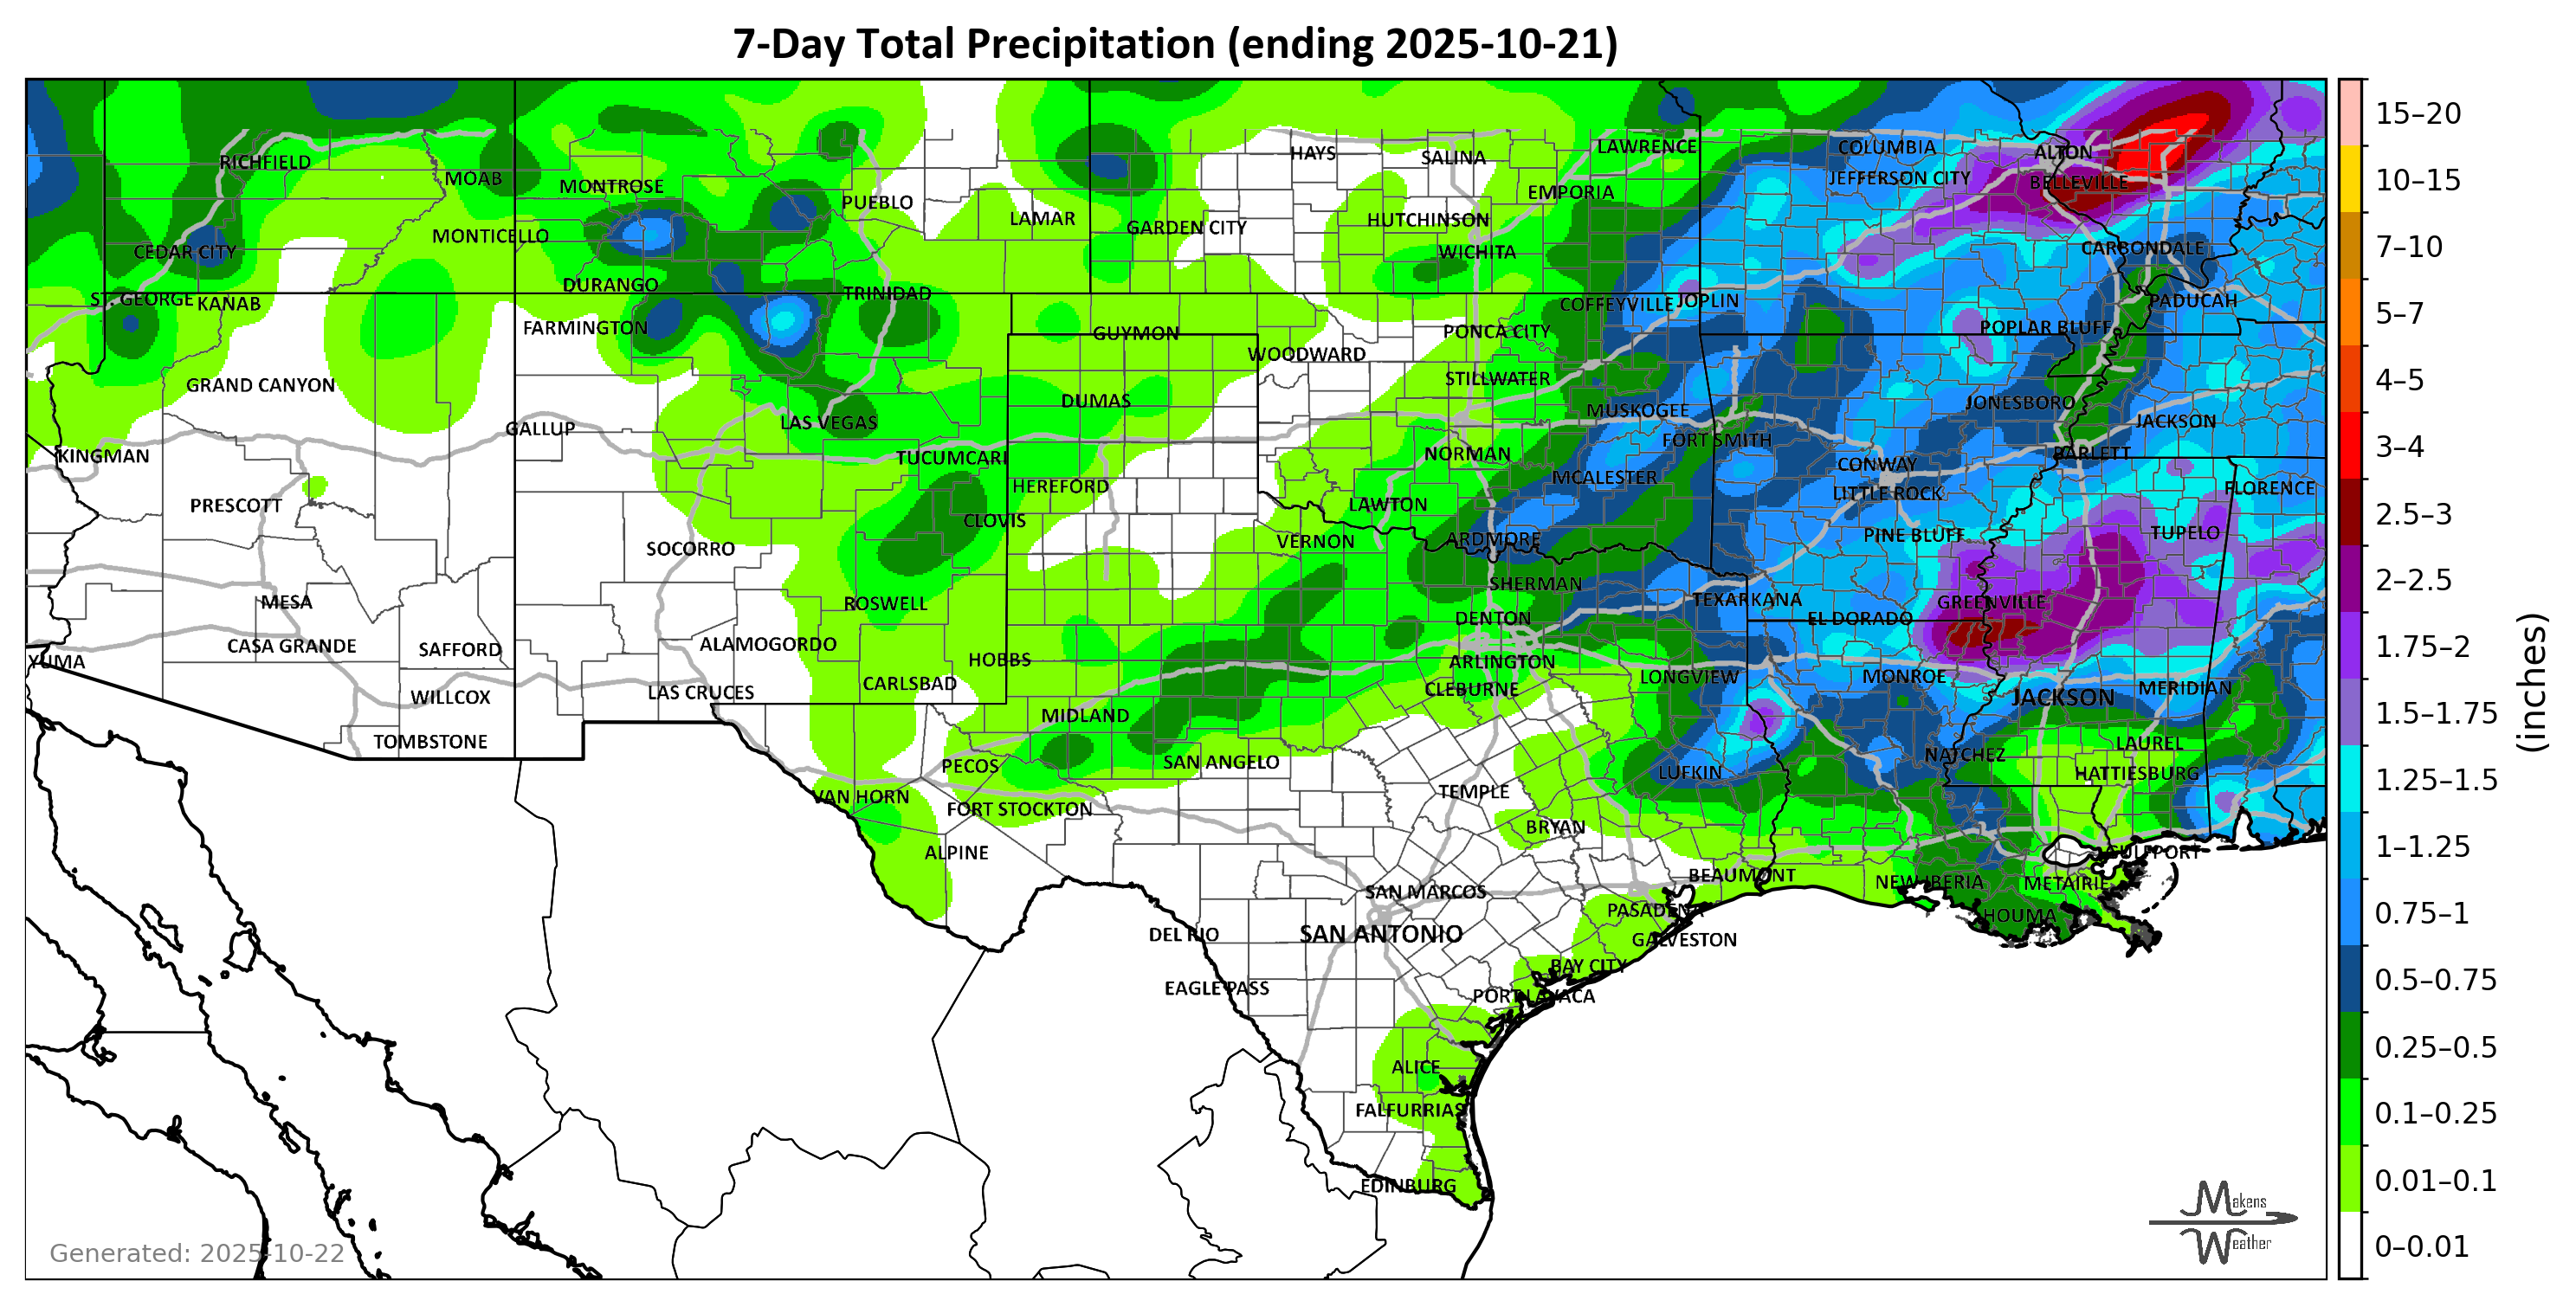 7-Day Total Precipitation (ending 2025-10-21)
RICHFIELD
MOAB
MONTROSE
PUEBLO
LAMAR
HAYS
SALINA
LAWRENCE
COLUMBIA
ALTON
JEFFERSON CITY
BELLEVILLE
EMPORIA
HUTCHINSON
GARDEN CITY
MONTICELLO
CEDAR CITY
WICHITA
CARBONDALE
DURANGO
TRINIDAD
ST. GEORGE
KANAB
COFFEYVILLE
JOPLIN
PADUCAH
FARMINGTON
GUYMON
PONCA CITY
POPLAR BLUFF
WOODWARD
GRAND CANYON
STILLWATER
DUMAS
MUSKOGEE
JONESBORO
JACKSON
LAS VEGAS
GALLUP
FORT SMITH
KINGMAN
TUCUMCARI
NORMAN
BARLETT
CONWAY
MCALESTER
HEREFORD
LITTLE ROCK
FLORENCE
PRESCOTT
LAWTON
CLOVIS
TUPELO
PINE BLUFF
ARDMORE
VERNON
SOCORRO
SHERMAN
MESA
ROSWELL
TEXARKANA
GREENVILLE
DENTON
EL DORADO
CASA GRANDE
SAFFORD
ALAMOGORDO
HOBBS
ARLINGTON
YUMA
LONGVIEW
MONROE
CARLSBAD
CLEBURNE
MERIDIAN
WILLCOX
LAS CRUCES
JACKSON
MIDLAND
TOMBSTONE
LAUREL
NATCHEZ
PECOS
SAN ANGELO
LUFKIN
HATTIESBURG
TEMPLE
VAN HORN
FORT STOCKTON
BRYAN
ALPINE
GULFPORT
BEAUMONT
NEW IBERIA
METAIRIE
SAN MARCOS
PASADENA
HOUMA
DEL RIO
SAN ANTONIO
GALVESTON
BAY CITY
EAGLE PASS
PORT LAVACA
ALICE
FALFURRIAS
EDINBURG
Generated: 2025-10-22
Makens
Weather
15–20
10–15
7–10
5–7
4–5
3–4
2.5–3
2–2.5
1.75–2
1.5–1.75
1.25–1.5
1–1.25
0.75–1
0.5–0.75
0.25–0.5
0.1–0.25
0.01–0.1
0–0.01
(inches)